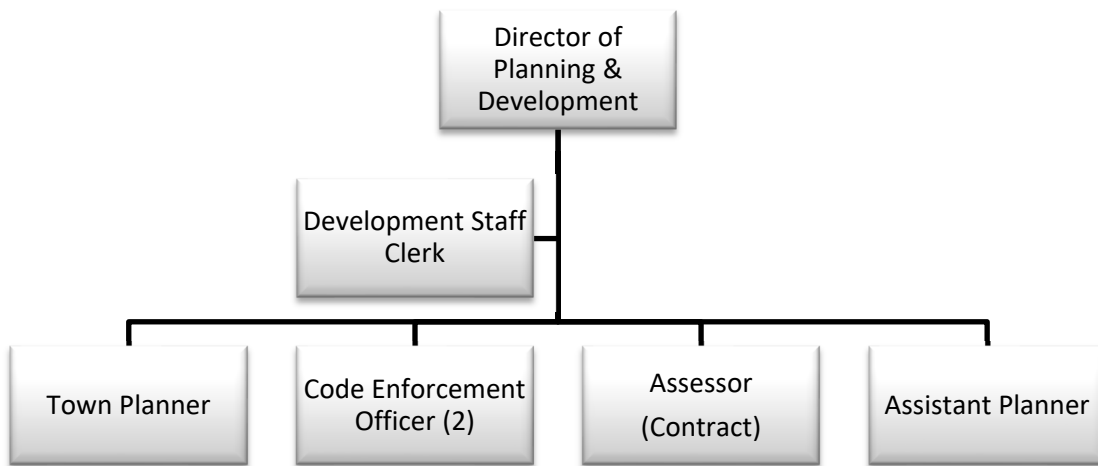 Director of
Planning &
Development
Development Staff
Clerk
Town Planner
Code Enforcement
Officer (2)
Assessor
(Contract)
Assistant Planner